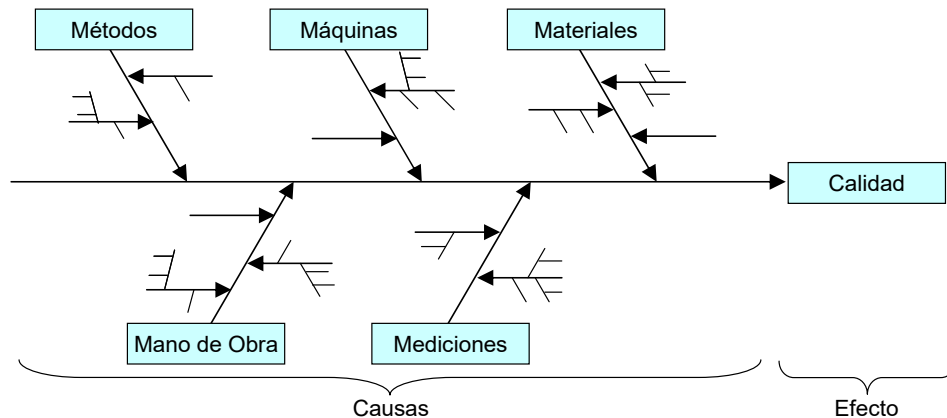 Métodos
Máquinas
Materiales
Calidad
Mano de Obra
Mediciones
Causas
Efecto